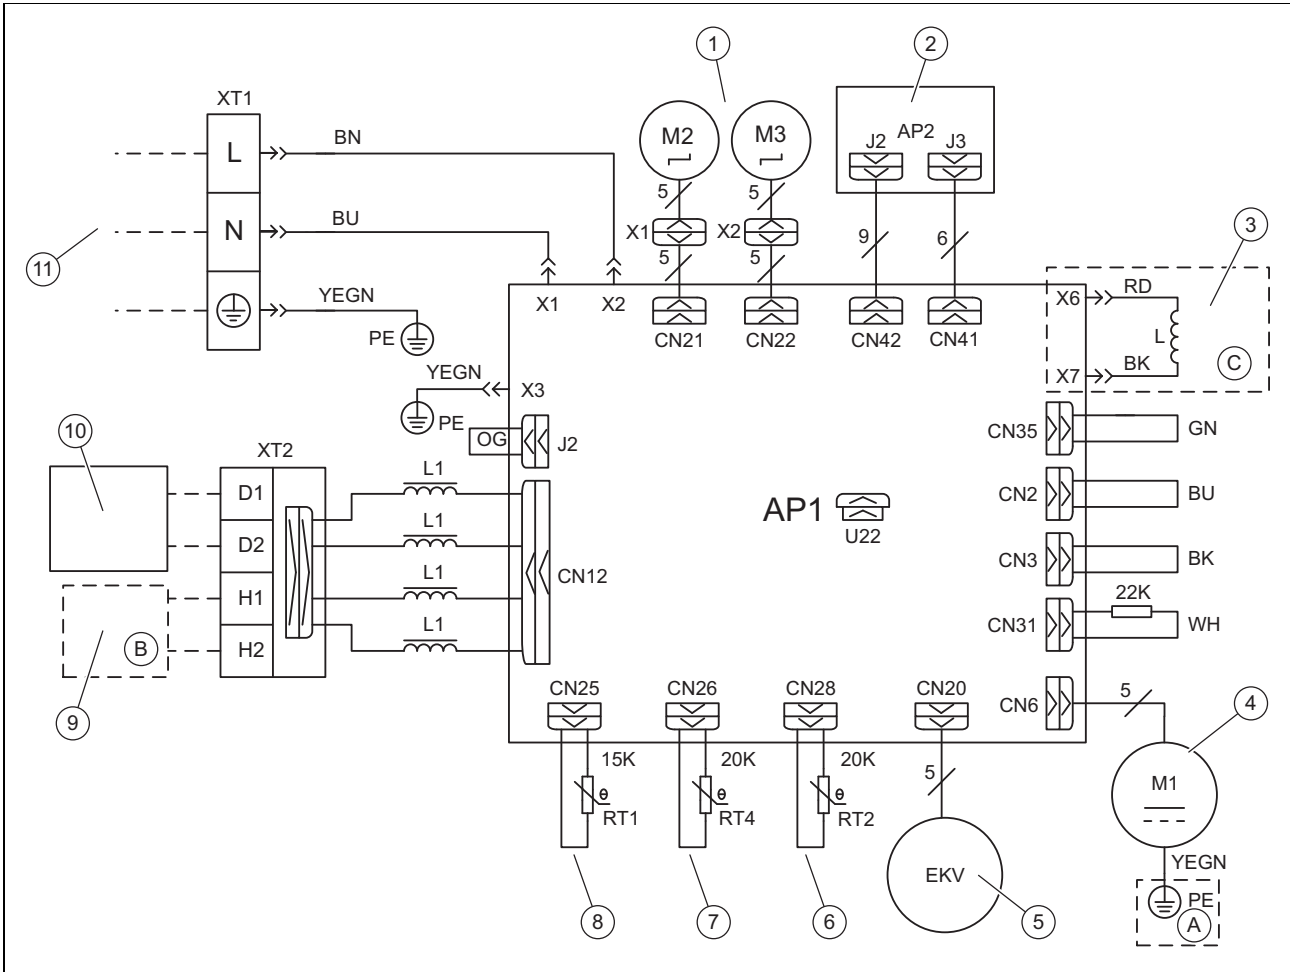 1
2
XT1
L
BN
M2
M3
AP2
J2
J3
5
5
3
N
BU
X1
X2
9
6
11
5
5
YEGN
X1
X2
X6
RD
PE
CN21
CN22
CN42
CN41
L
YEGN
X3
X7
BK
C
PE
10
OG
J2
CN35
GN
XT2
L1
D1
CN2
BU
L1
AP1
D2
U22
CN3
BK
L1
CN12
H1
22K
CN31
WH
L1
B
H2
CN25
CN26
CN28
CN20
CN6
5
4
9
15K
20K
20K
5
M1
θ
θ
θ
RT1
RT4
RT2
YEGN
EKV
PE
8
7
6
5
A